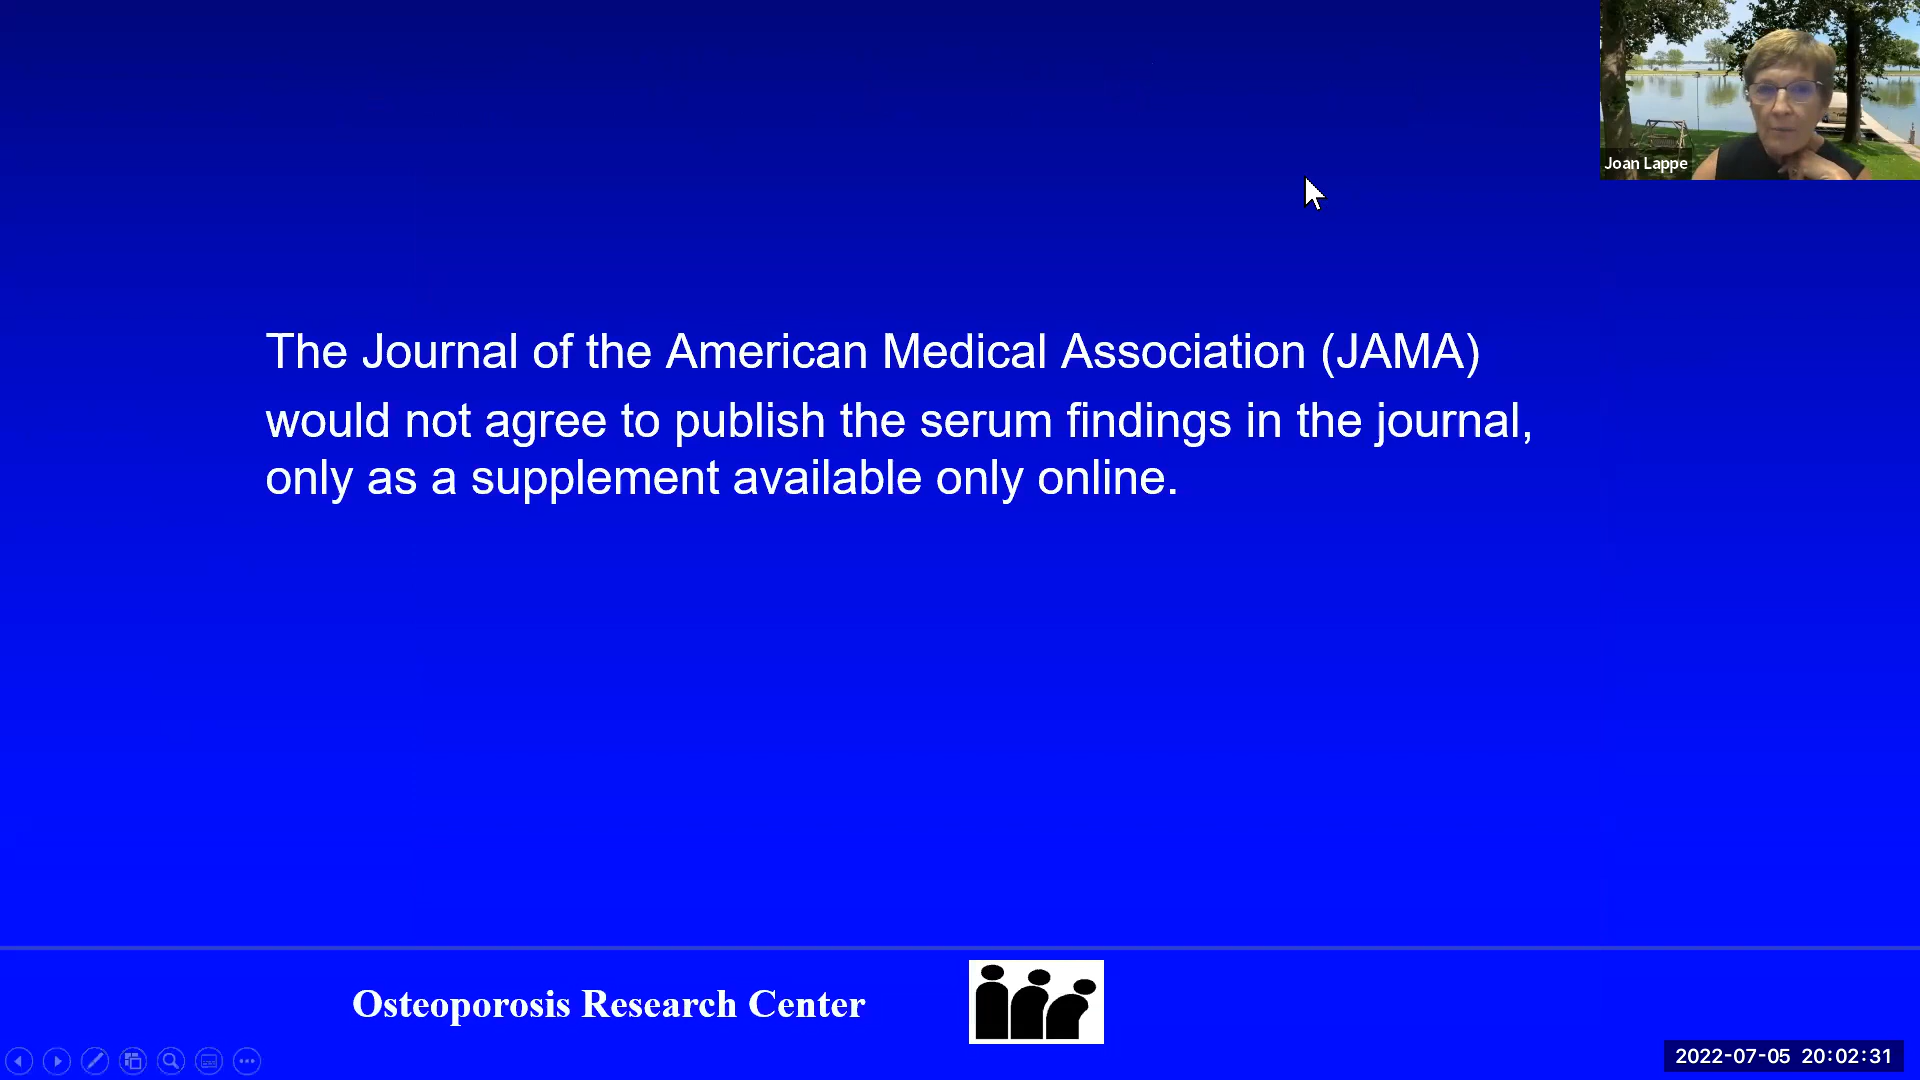 Joan Lappe
The Journal of the American Medical Association (JAMA)
would not agree to publish the serum findings in the journal,
only as a supplement available only online.
Osteoporosis Research Center
2022-07-05 20:02:31